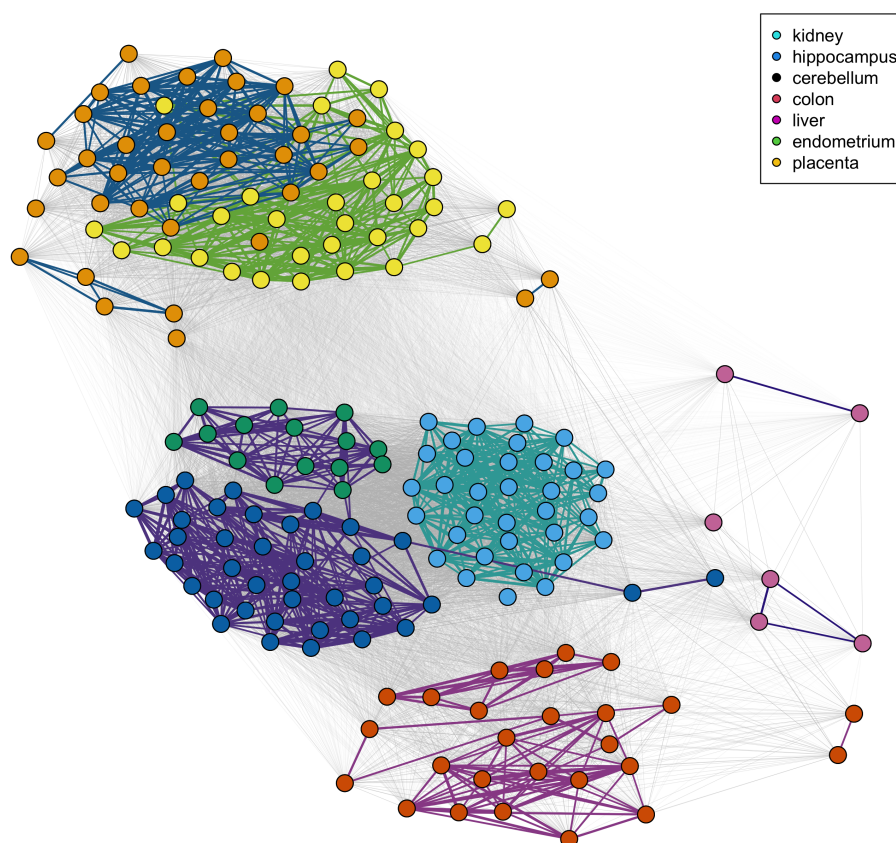 kidney
hippocampus
cerebellum
colon
liver
endometrium
placenta